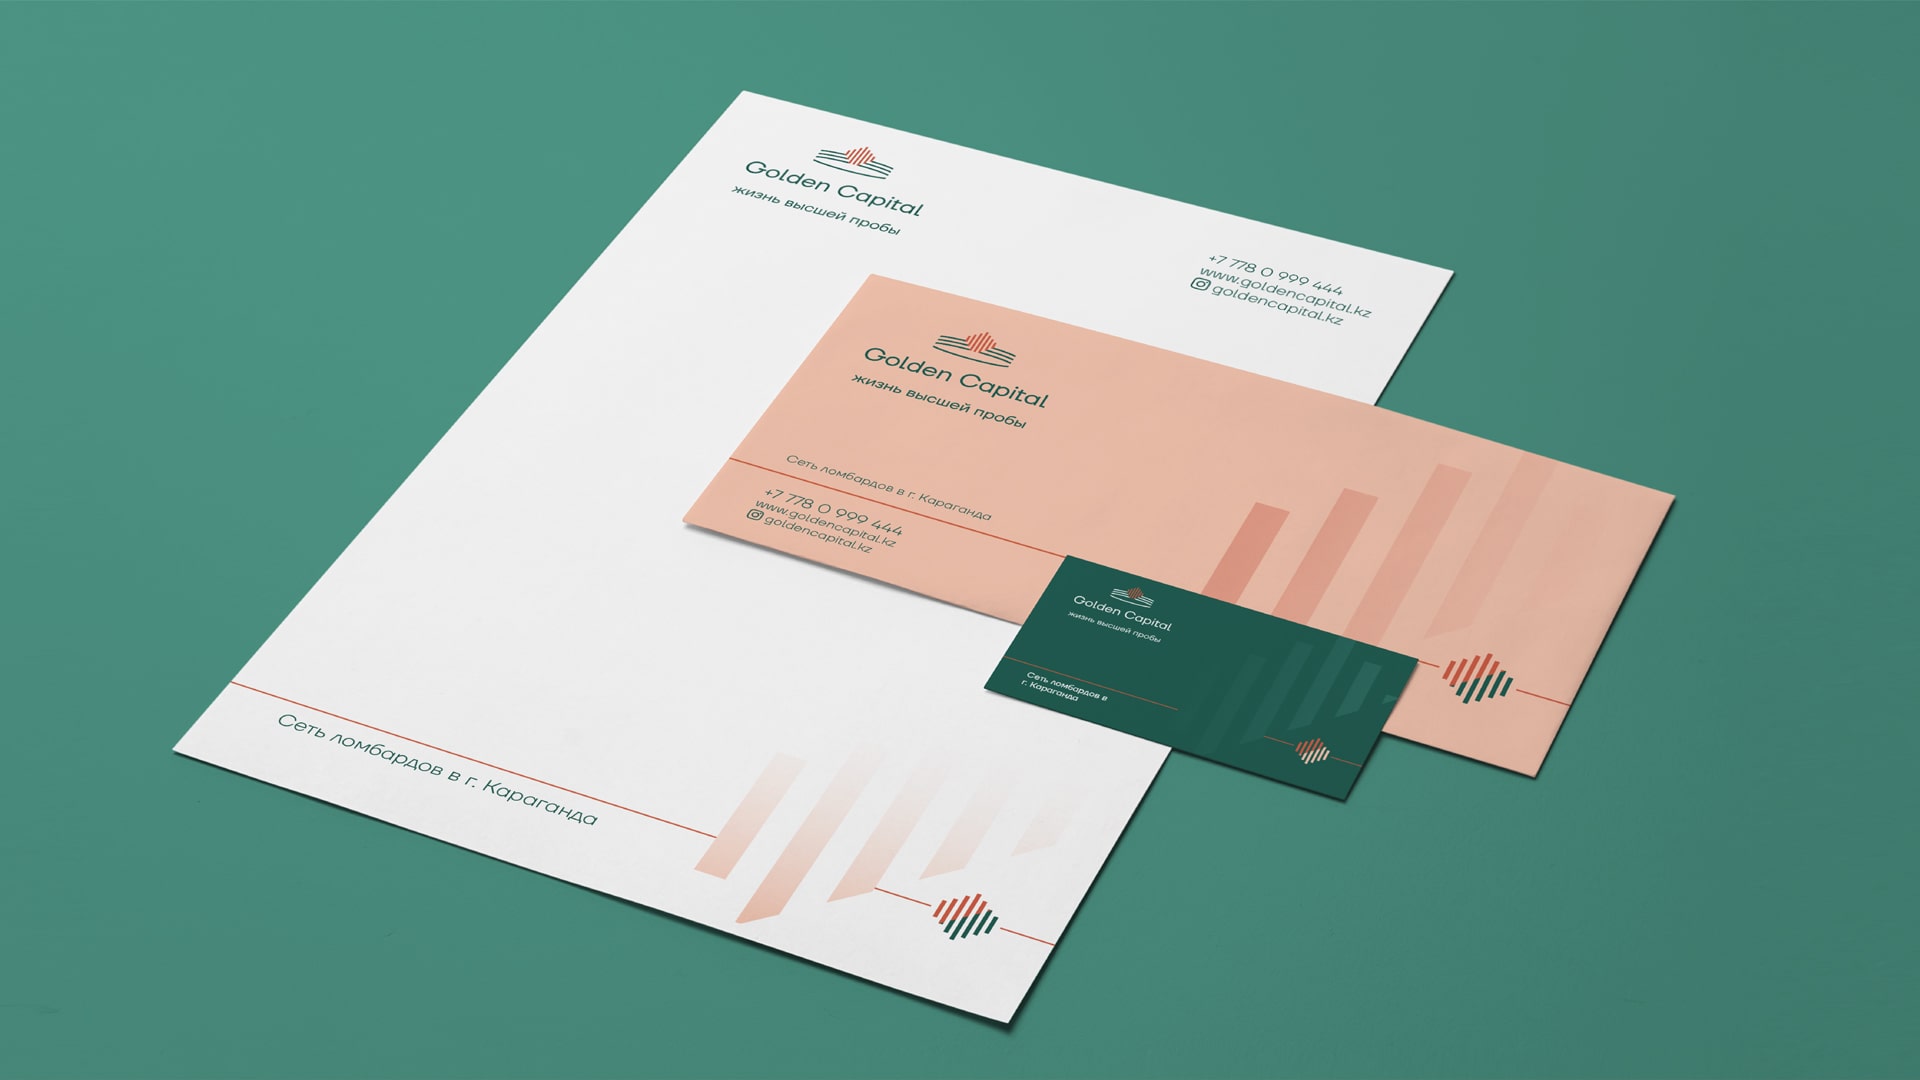 Golden Capital
жизнь высшей пробы
+7 778 0 999 444
www.goldencapital.kz
goldencapital.kz
Golden Capital
жизнь высшей пробы
Сеть ломбардов в г. Караганда
+7 778 0 999 444
www.goldencapital.kz
goldencapital.kz
Golden Capital
жизнь высшей пробы
Сеть ломбардов в
г. Караганда
Сеть ломбардов в г. Караганда